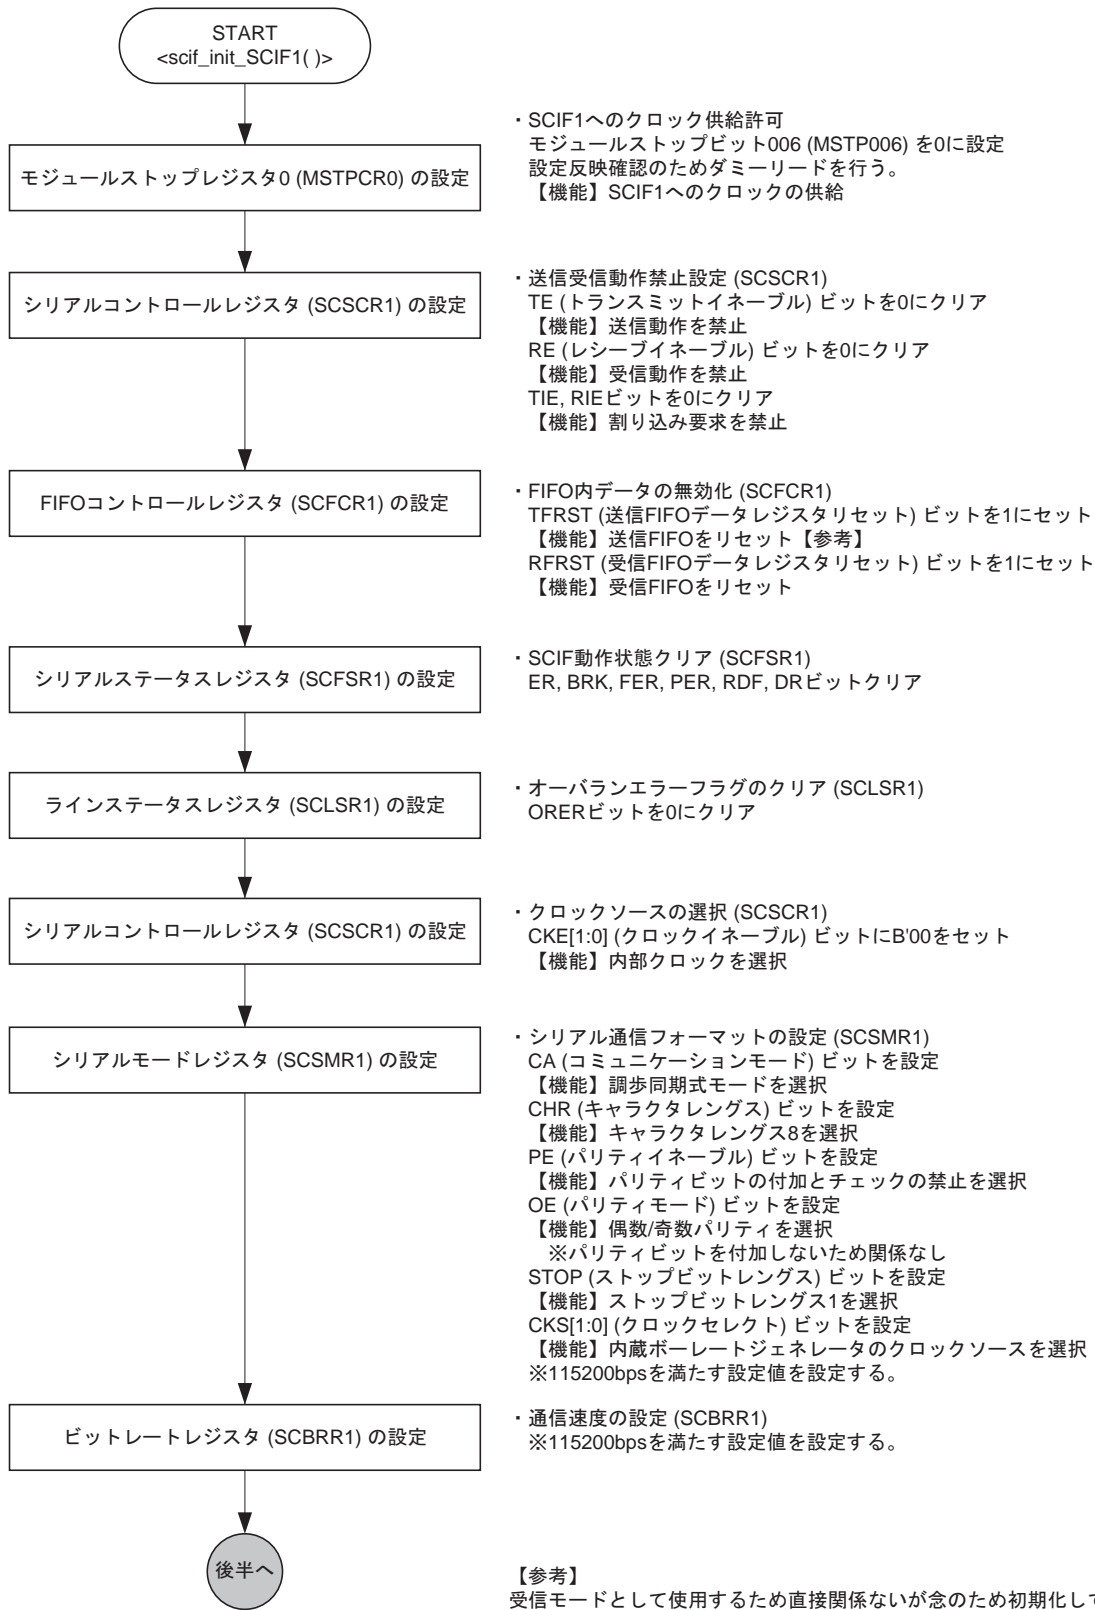 START
<scif_init_SCIF1( )>
・SCIF1へのクロック供給許可
モジュールストップビット006 (MSTP006) を0に設定
設定反映確認のためダミーリードを行う。
【機能】SCIF1へのクロックの供給
モジュールストップレジスタ0 (MSTPCR0) の設定
・送信受信動作禁止設定 (SCSCR1)
TE (トランスミットイネーブル) ビットを0にクリア
【機能】送信動作を禁止
RE (レシーブイネーブル) ビットを0にクリア
【機能】受信動作を禁止
TIE, RIEビットを0にクリア
【機能】割り込み要求を禁止
シリアルコントロールレジスタ (SCSCR1) の設定
・FIFO内データの無効化 (SCFCR1)
TFRST (送信FIFOデータレジスタリセット) ビットを1にセット
【機能】送信FIFOをリセット【参考】
RFRST (受信FIFOデータレジスタリセット) ビットを1にセット
【機能】受信FIFOをリセット
FIFOコントロールレジスタ (SCFCR1) の設定
・SCIF動作状態クリア (SCFSR1)
ER, BRK, FER, PER, RDF, DRビットクリア
シリアルステータスレジスタ (SCFSR1) の設定
・オーバランエラーフラグのクリア (SCLSR1)
ORERビットを0にクリア
ラインステータスレジスタ (SCLSR1) の設定
・クロックソースの選択 (SCSCR1)
CKE[1:0] (クロックイネーブル) ビットにB'00をセット
【機能】内部クロックを選択
シリアルコントロールレジスタ (SCSCR1) の設定
・シリアル通信フォーマットの設定 (SCSMR1)
CA (コミュニケーションモード) ビットを設定
【機能】調歩同期式モードを選択
CHR (キャラクタレングス) ビットを設定
【機能】キャラクタレングス8を選択
PE (パリティイネーブル) ビットを設定
【機能】パリティビットの付加とチェックの禁止を選択
OE (パリティモード) ビットを設定
【機能】偶数/奇数パリティを選択
※パリティビットを付加しないため関係なし
STOP (ストップビットレングス) ビットを設定
【機能】ストップビットレングス1を選択
CKS[1:0] (クロックセレクト) ビットを設定
【機能】内蔵ボーレートジェネレータのクロックソースを選択
※115200bpsを満たす設定値を設定する。
シリアルモードレジスタ (SCSMR1) の設定
・通信速度の設定 (SCBRR1)
※115200bpsを満たす設定値を設定する。
ビットレートレジスタ (SCBRR1) の設定
後半へ
【参考】
受信モードとして使用するため直接関係ないが念のため初期化して